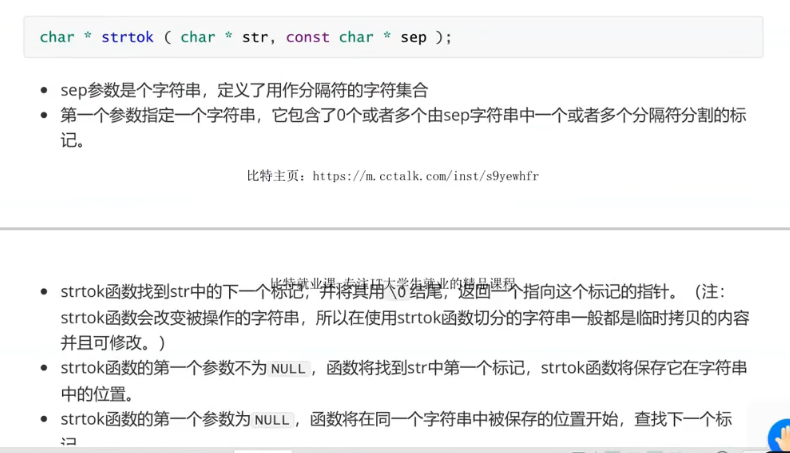 char * strtok ( char * str, const char * sep );
sep参数是个字符串，定义了用作分隔符的字符集合
第一个参数指定一个字符串，它包含了0个或者多个由sep字符串中一个或者多个分隔符分割的标
记。
比特主页：https://m.cctalk.com/inst/s9yewhfr
比特就业课-专注IT大学生就业的精品课程
strtok函数找到str中的下一个标记，并将其用 \0 结尾，返回一个指向这个标记的指针。（注：
strtok函数会改变被操作的字符串，所以在使用strtok函数切分的字符串一般都是临时拷贝的内容
并且可修改。）
strtok函数的第一个参数不为 NULL ，函数将找到str中第一个标记，strtok函数将保存它在字符串
中的位置。
strtok函数的第一个参数为 NULL ，函数将在同一个字符串中被保存的位置开始，查找下一个标